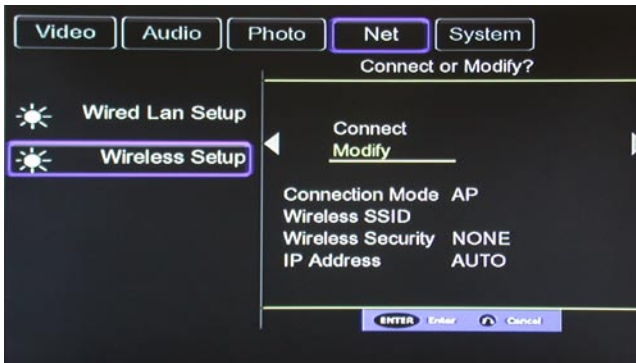 Video Audio Photo Net System
Connect or Modify?
Wired Lan Setup
Wireless Setup
Connect
Modify
Connection Mode AP
Wireless SSID
Wireless Security NONE
IP Address AUTO
ENTER Enter Cancel